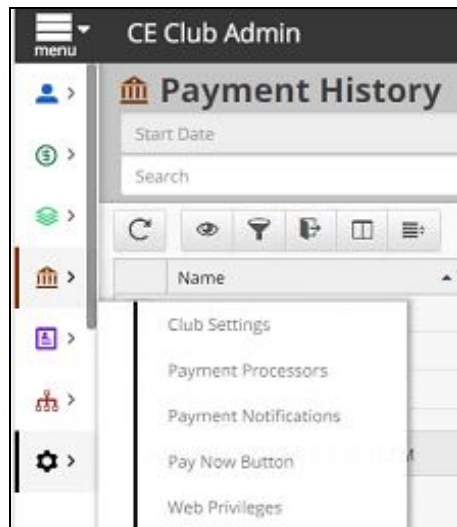 menu
CE Club Admin
Payment History
Start Date
Search
Name
Club Settings
Payment Processors
Payment Notifications
Pay Now Button
M
Web Privileges